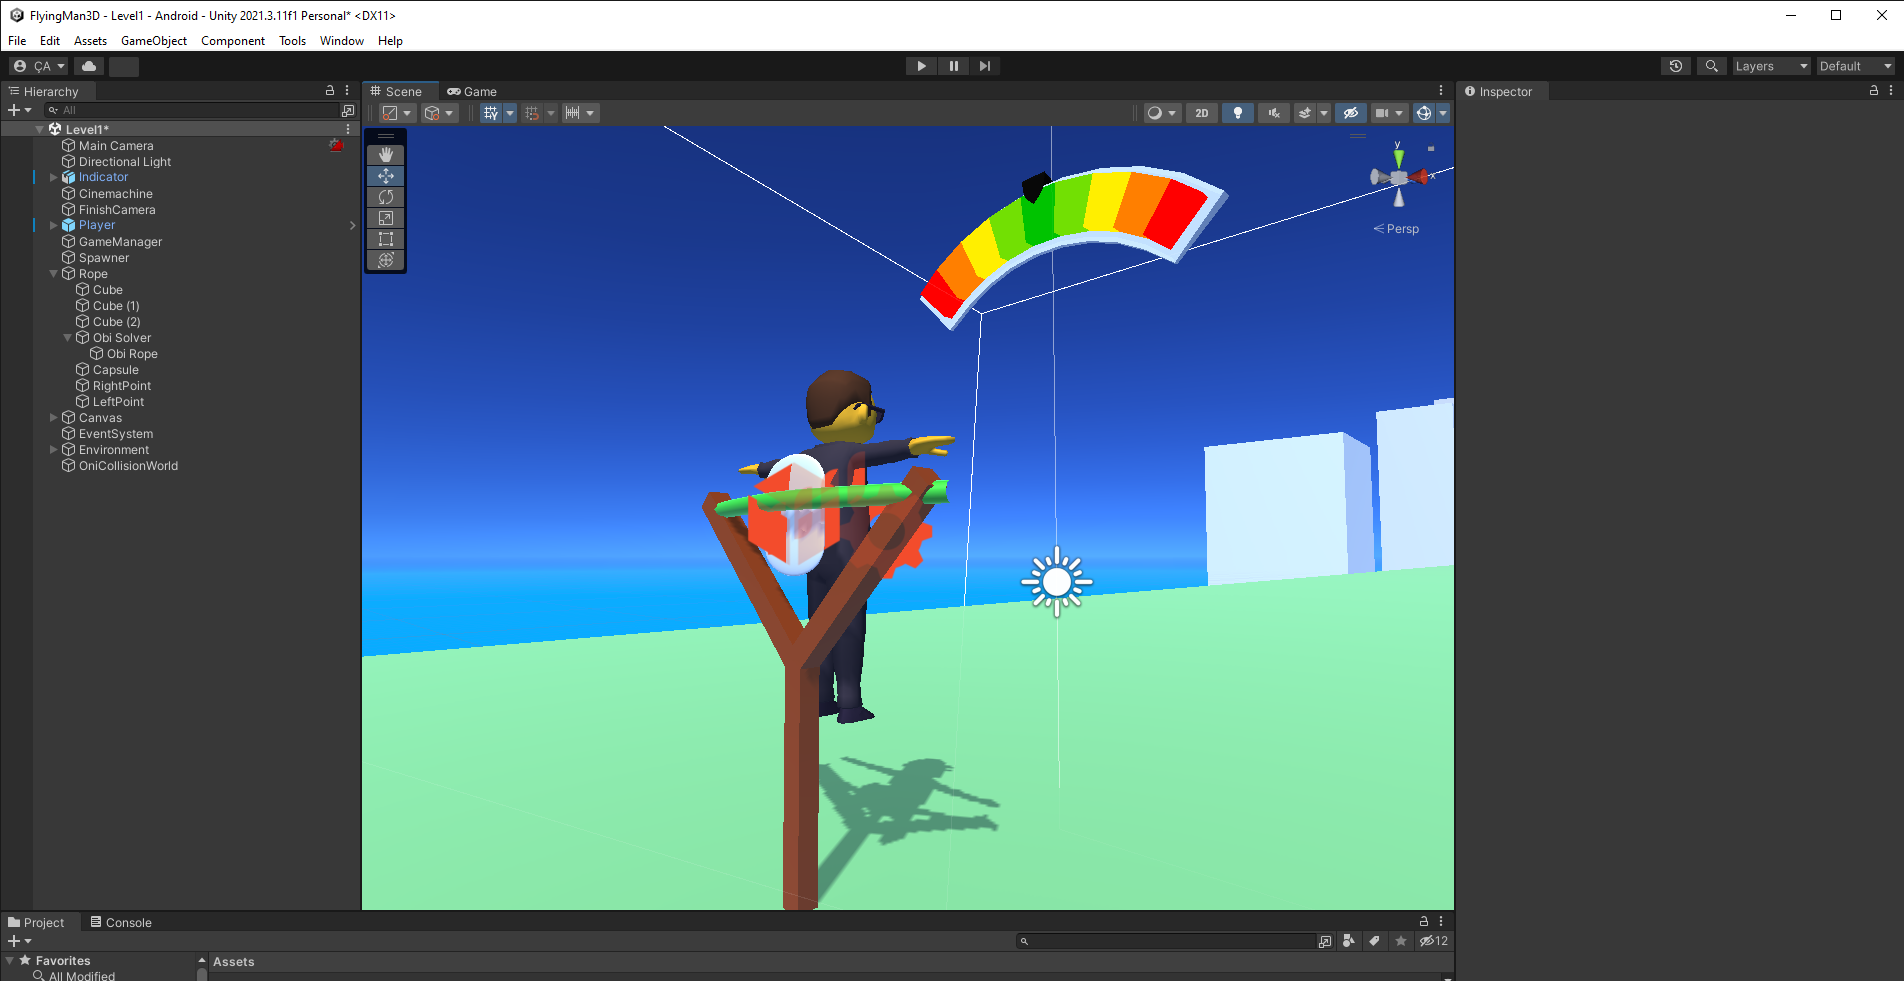 FlyingMan3D - Level1 - Android - Unity 2021.3.11f1 Personal* <DX11>
File Edit Assets GameObject Component Tools Window Help
ÇA Layers Default
Hierarchy
All
Level1*
Main Camera
Directional Light
Indicator
Cinemachine
FinishCamera
Player
GameManager
Spawner
Rope
Cube
Cube (1)
Cube (2)
Obi Solver
Obi Rope
Capsule
RightPoint
LeftPoint
Canvas
EventSystem
Environment
OniCollisionWorld
Scene Game
2D
y
x
Persp
Inspector
Project Console
12
Favorites
All Modified
Assets